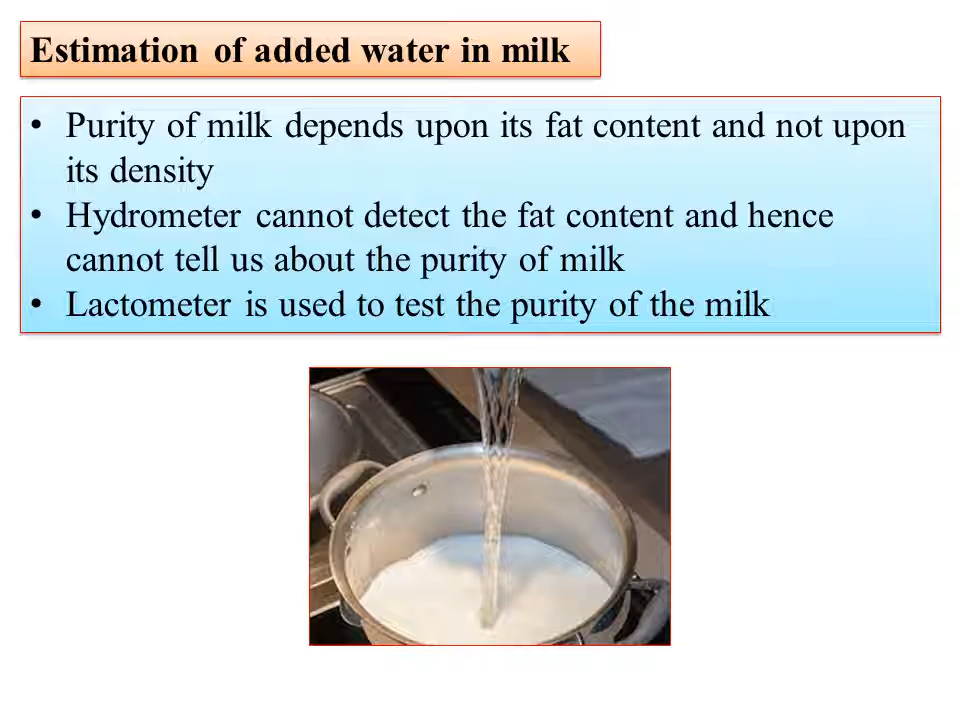 Estimation of added water in milk
• Purity of milk depends upon its fat content and not upon
its density
• Hydrometer cannot detect the fat content and hence
cannot tell us about the purity of milk
• Lactometer is used to test the purity of the milk